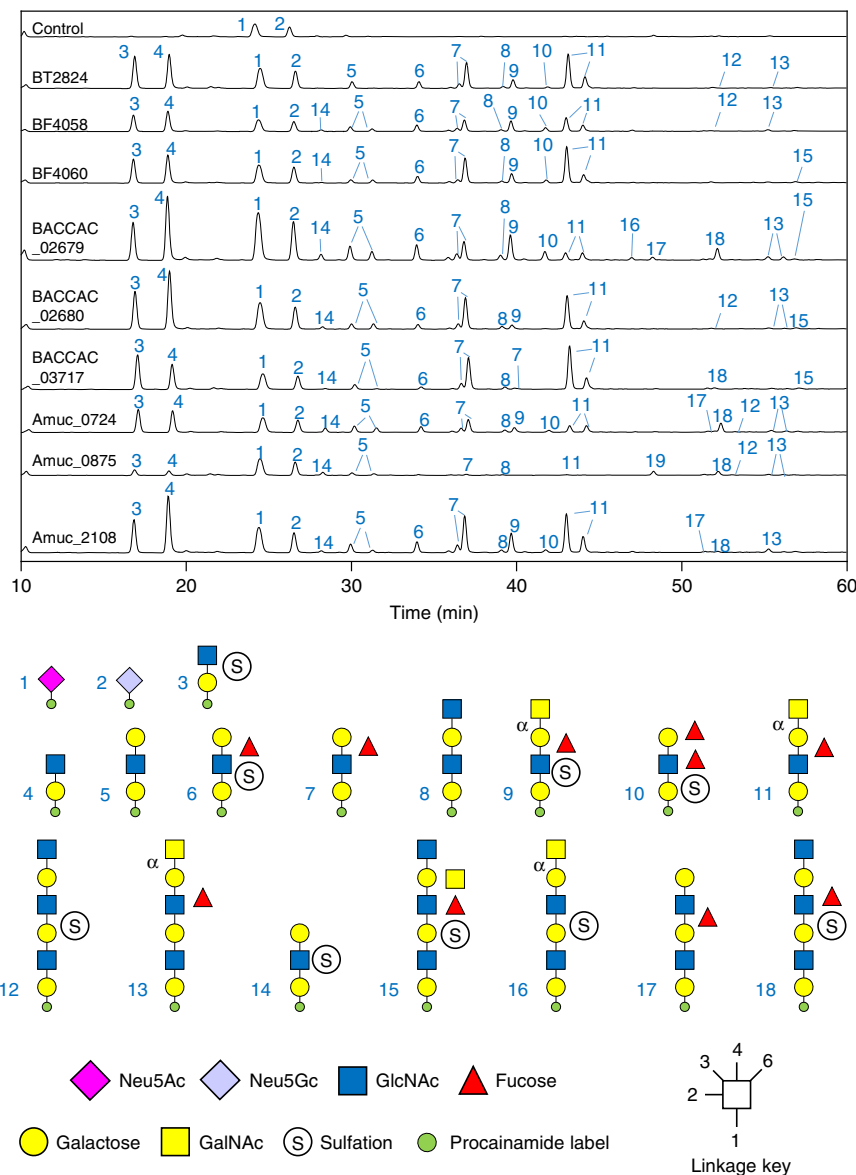 1 2
Control
3 4 1 2 5 6 7 8 9 10 11 12 13
BT2824
3 4 1 2 14 5 6 7 8 9 10 11 12 13
BF4058
3 4 1 2 14 5 6 7 8 9 10 11 15
BF4060
3 4 1 2 14 5 6 7 8 9 10 11 16 17 18 13 15
BACCAC
_02679
3 4 1 2 14 5 6 7 8 9 11 12 13 15
BACCAC
_02680
3 4 1 2 14 5 6 7 8 7 11 18 15
BACCAC
_03717
3 4 1 2 14 5 6 7 8 9 10 11 17 18 12 13
Amuc_0724
3 4 1 2 14 5 7 8 11 19 18 12 13
Amuc_0875
3 4 1 2 14 5 6 7 8 9 10 11 17 18 13
Amuc_2108
10 20 30 40 50 60
Time (min)
1 2 3 S
4 5 6 S 7 8 α 9 S 10 S α 11
12 S α 13 14 S 15 S α 16 S 17 18 S
Neu5Ac Neu5Gc GlcNAc Fucose
Galactose GalNAc S Sulfation Procainamide label
3 4 6
2
1
Linkage key